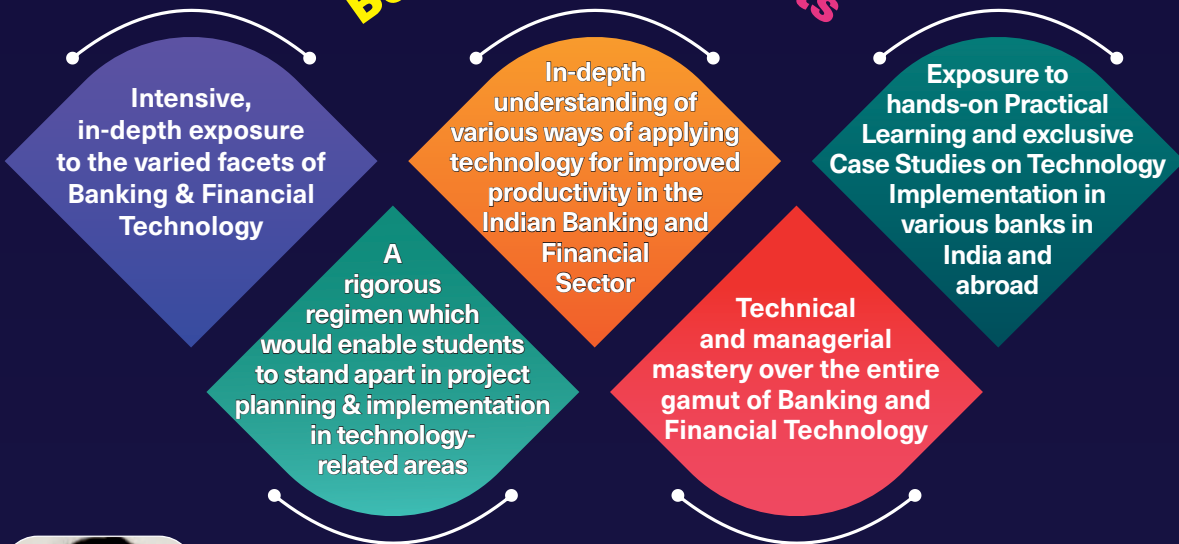 Intensive,
in-depth exposure
to the varied facets of
Banking & Financial
Technology
A
rigorous
regimen which
would enable students
to stand apart in project
planning & implementation
in technology-
related areas
In-depth
understanding of
various ways of applying
technology for improved
productivity in the
Indian Banking and
Financial
Sector
Technical
and managerial
mastery over the entire
gamut of Banking and
Financial Technology
Exposure to
hands-on Practical
Learning and exclusive
Case Studies on Technology
Implementation in
various banks in
India and
abroad